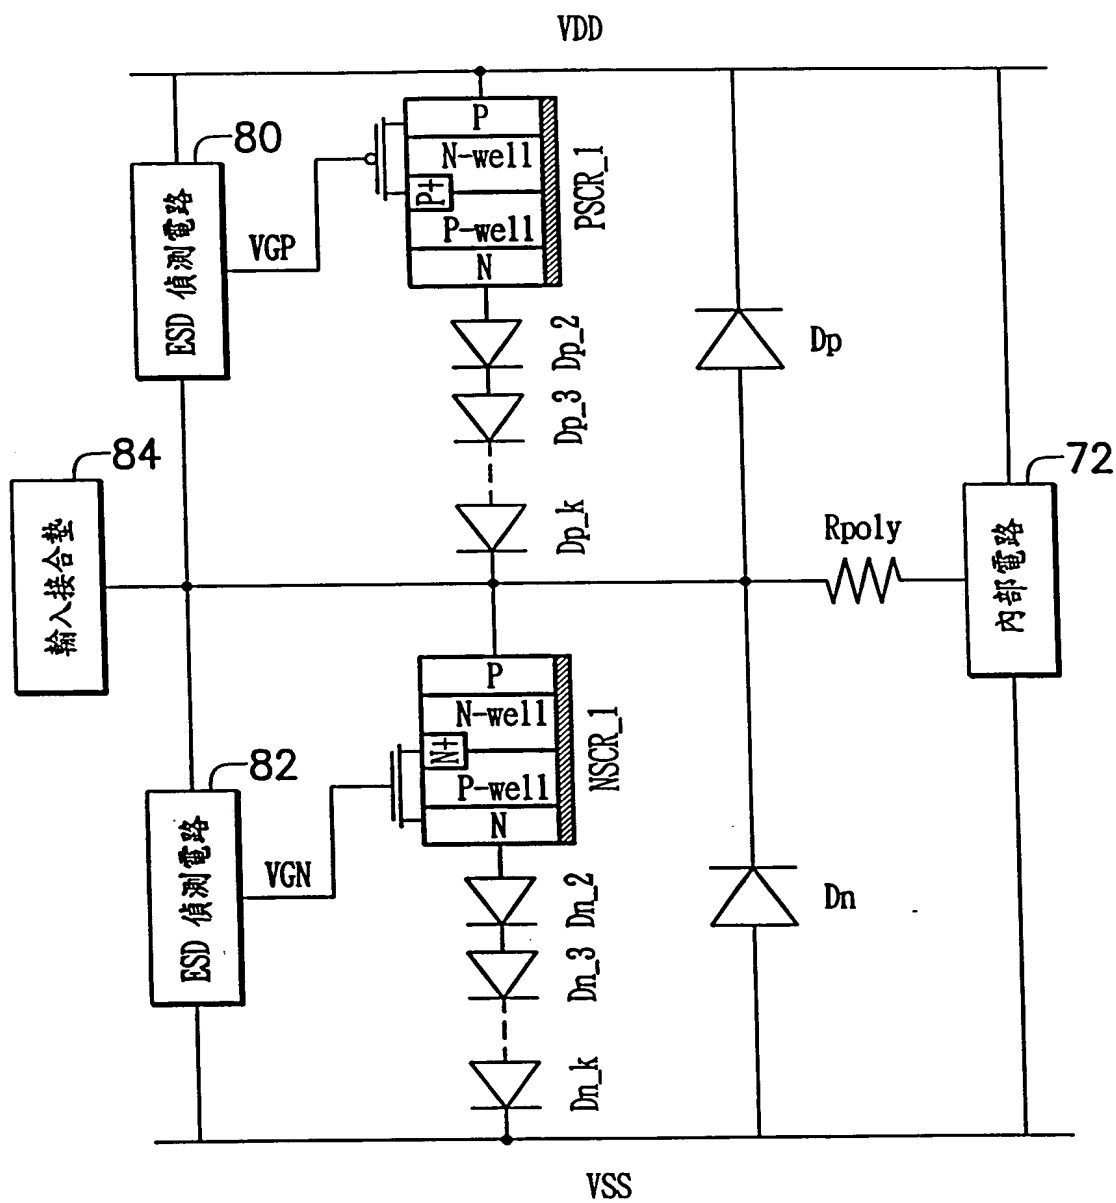 VDD
80
ESD 偵測電路
VGP
P
N-well
P+
P-well
N
PSCR_1
Dp_2
Dp_3
Dp_k
Dp
84
輸入接合墊
Rpoly
72
內部電路
P
N-well
N+
P-well
N
NSCR_1
82
ESD 偵測電路
VGN
Dn_2
Dn_3
Dn_k
Dn
VSS